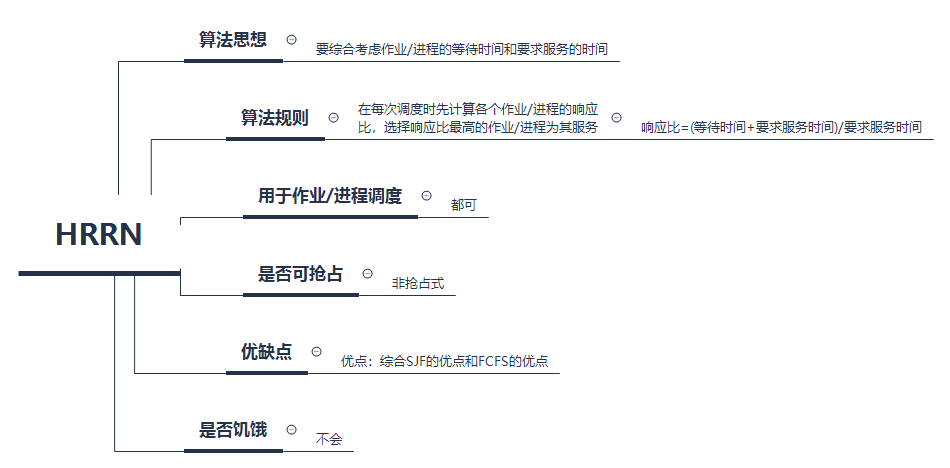 HRRN
算法思想
要综合考虑作业/进程的等待时间和要求服务的时间
算法规则
在每次调度时先计算各个作业/进程的响应
比，选择响应比最高的作业/进程为其服务
响应比=(等待时间+要求服务时间)/要求服务时间
用于作业/进程调度
都可
是否可抢占
非抢占式
优缺点
优点：综合SJF的优点和FCFS的优点
是否饥饿
不会